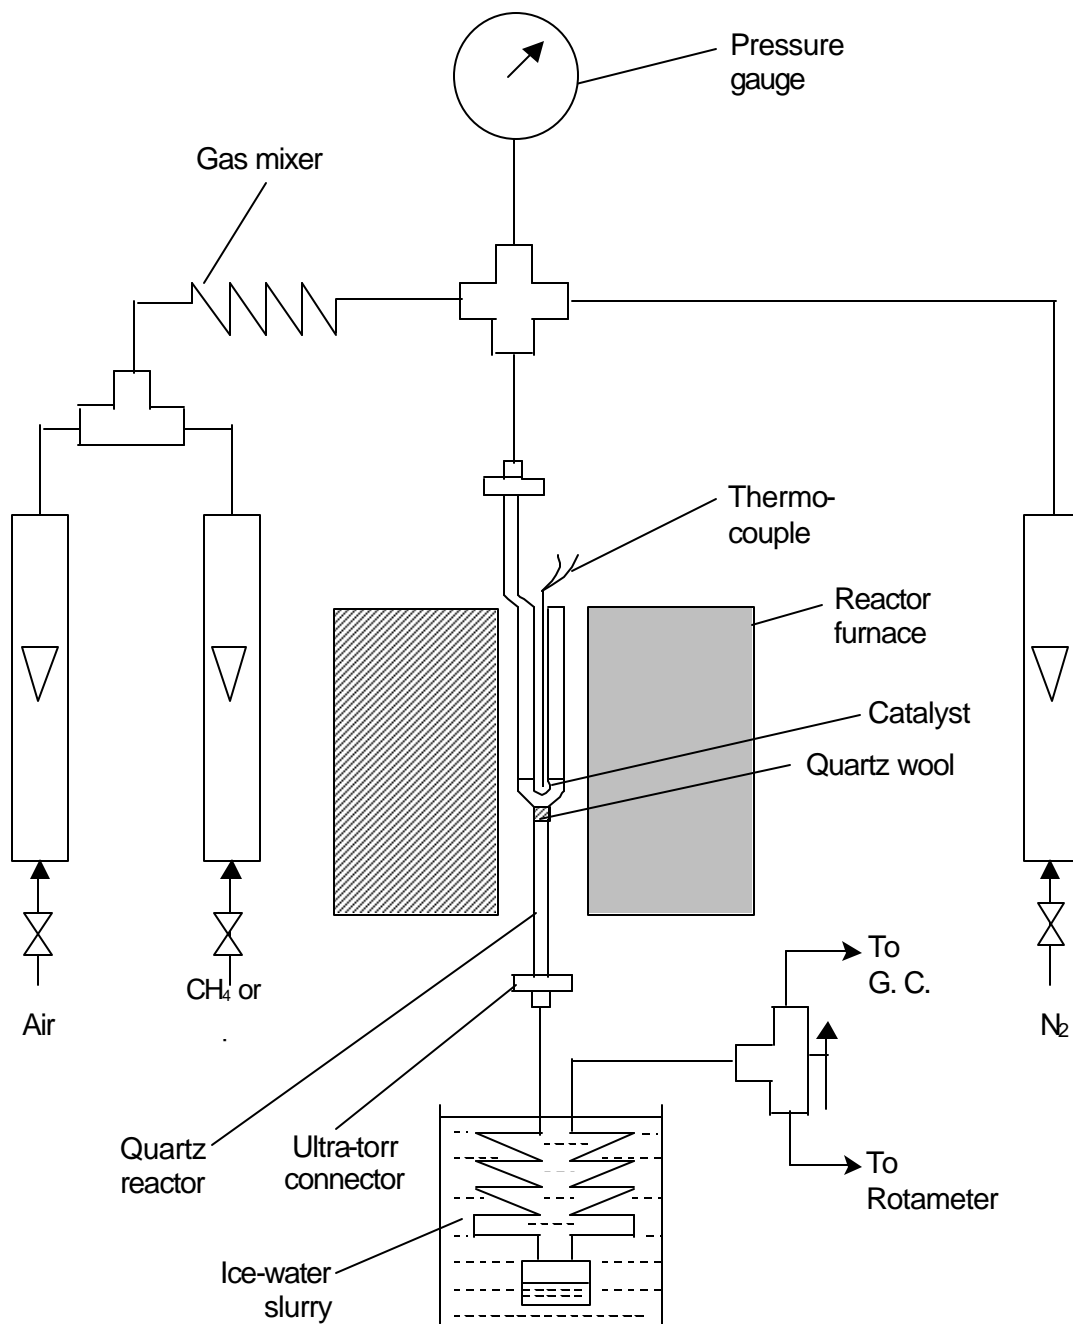 Pressure
gauge
Gas mixer
Thermo-
couple
Reactor
furnace
Catalyst
Quartz wool
To
G. C.
CH4 or
.
Air
N2
Quartz
reactor
Ultra-torr
connector
To
Rotameter
Ice-water
slurry